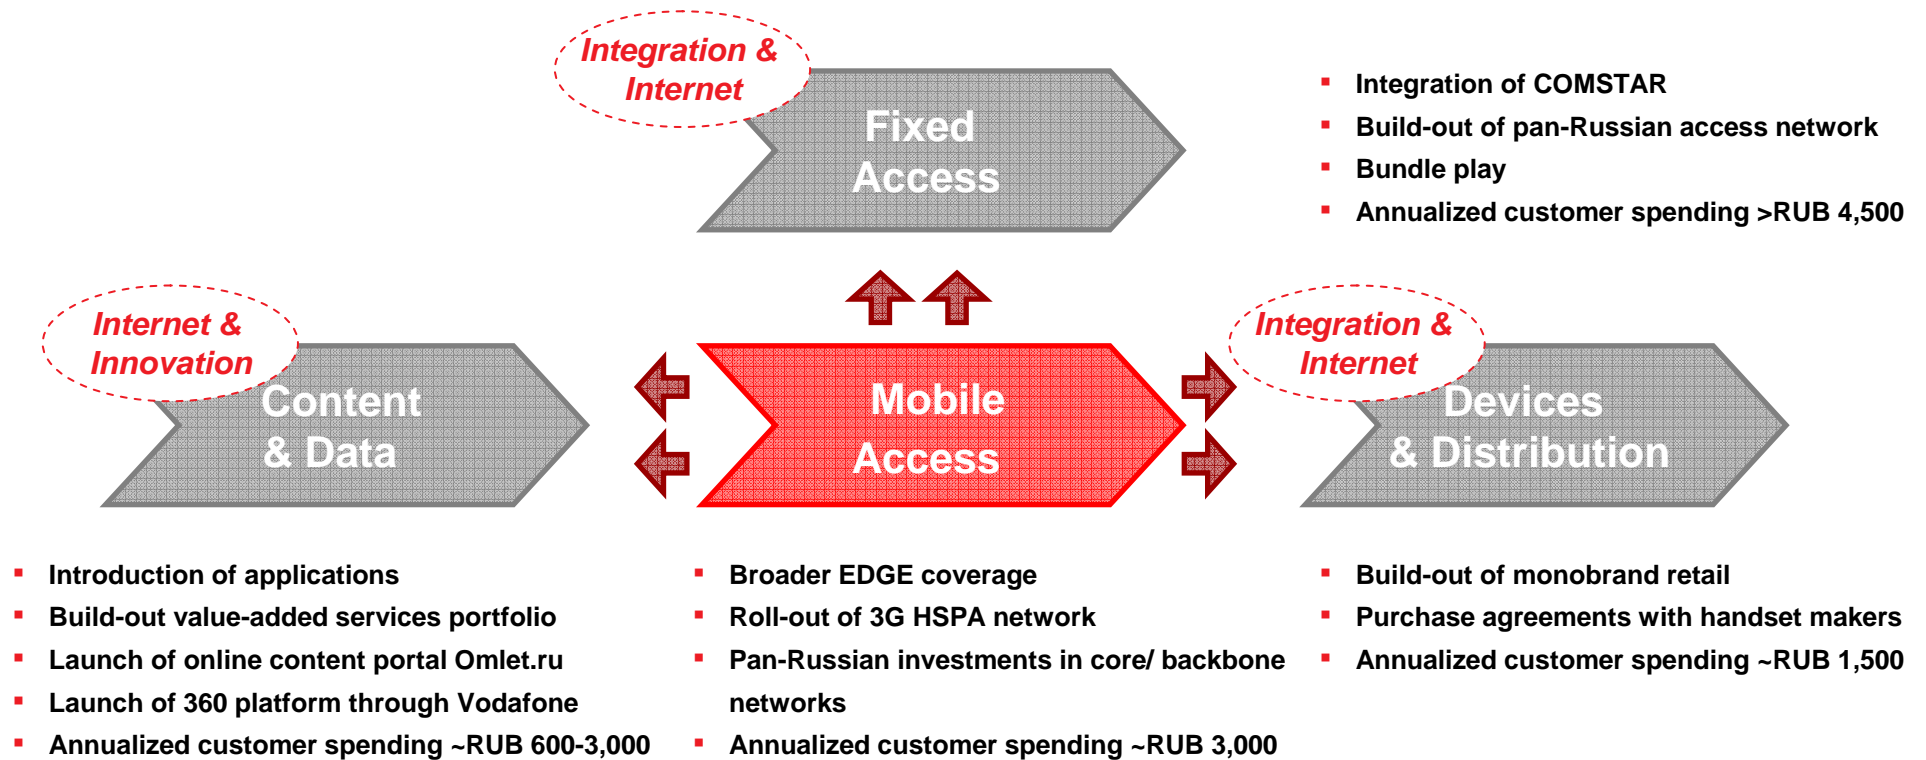 Integration &
Internet
Fixed
Access
▪ Integration of COMSTAR
▪ Build-out of pan-Russian access network
▪ Bundle play
▪ Annualized customer spending >RUB 4,500
Internet &
Innovation
Content
& Data
Mobile
Access
Integration &
Internet
Devices
& Distribution
▪ Introduction of applications
▪ Build-out value-added services portfolio
▪ Launch of online content portal Omlet.ru
▪ Launch of 360 platform through Vodafone
▪ Annualized customer spending ~RUB 600-3,000
▪ Broader EDGE coverage
▪ Roll-out of 3G HSPA network
▪ Pan-Russian investments in core/ backbone
networks
▪ Annualized customer spending ~RUB 3,000
▪ Build-out of monobrand retail
▪ Purchase agreements with handset makers
▪ Annualized customer spending ~RUB 1,500